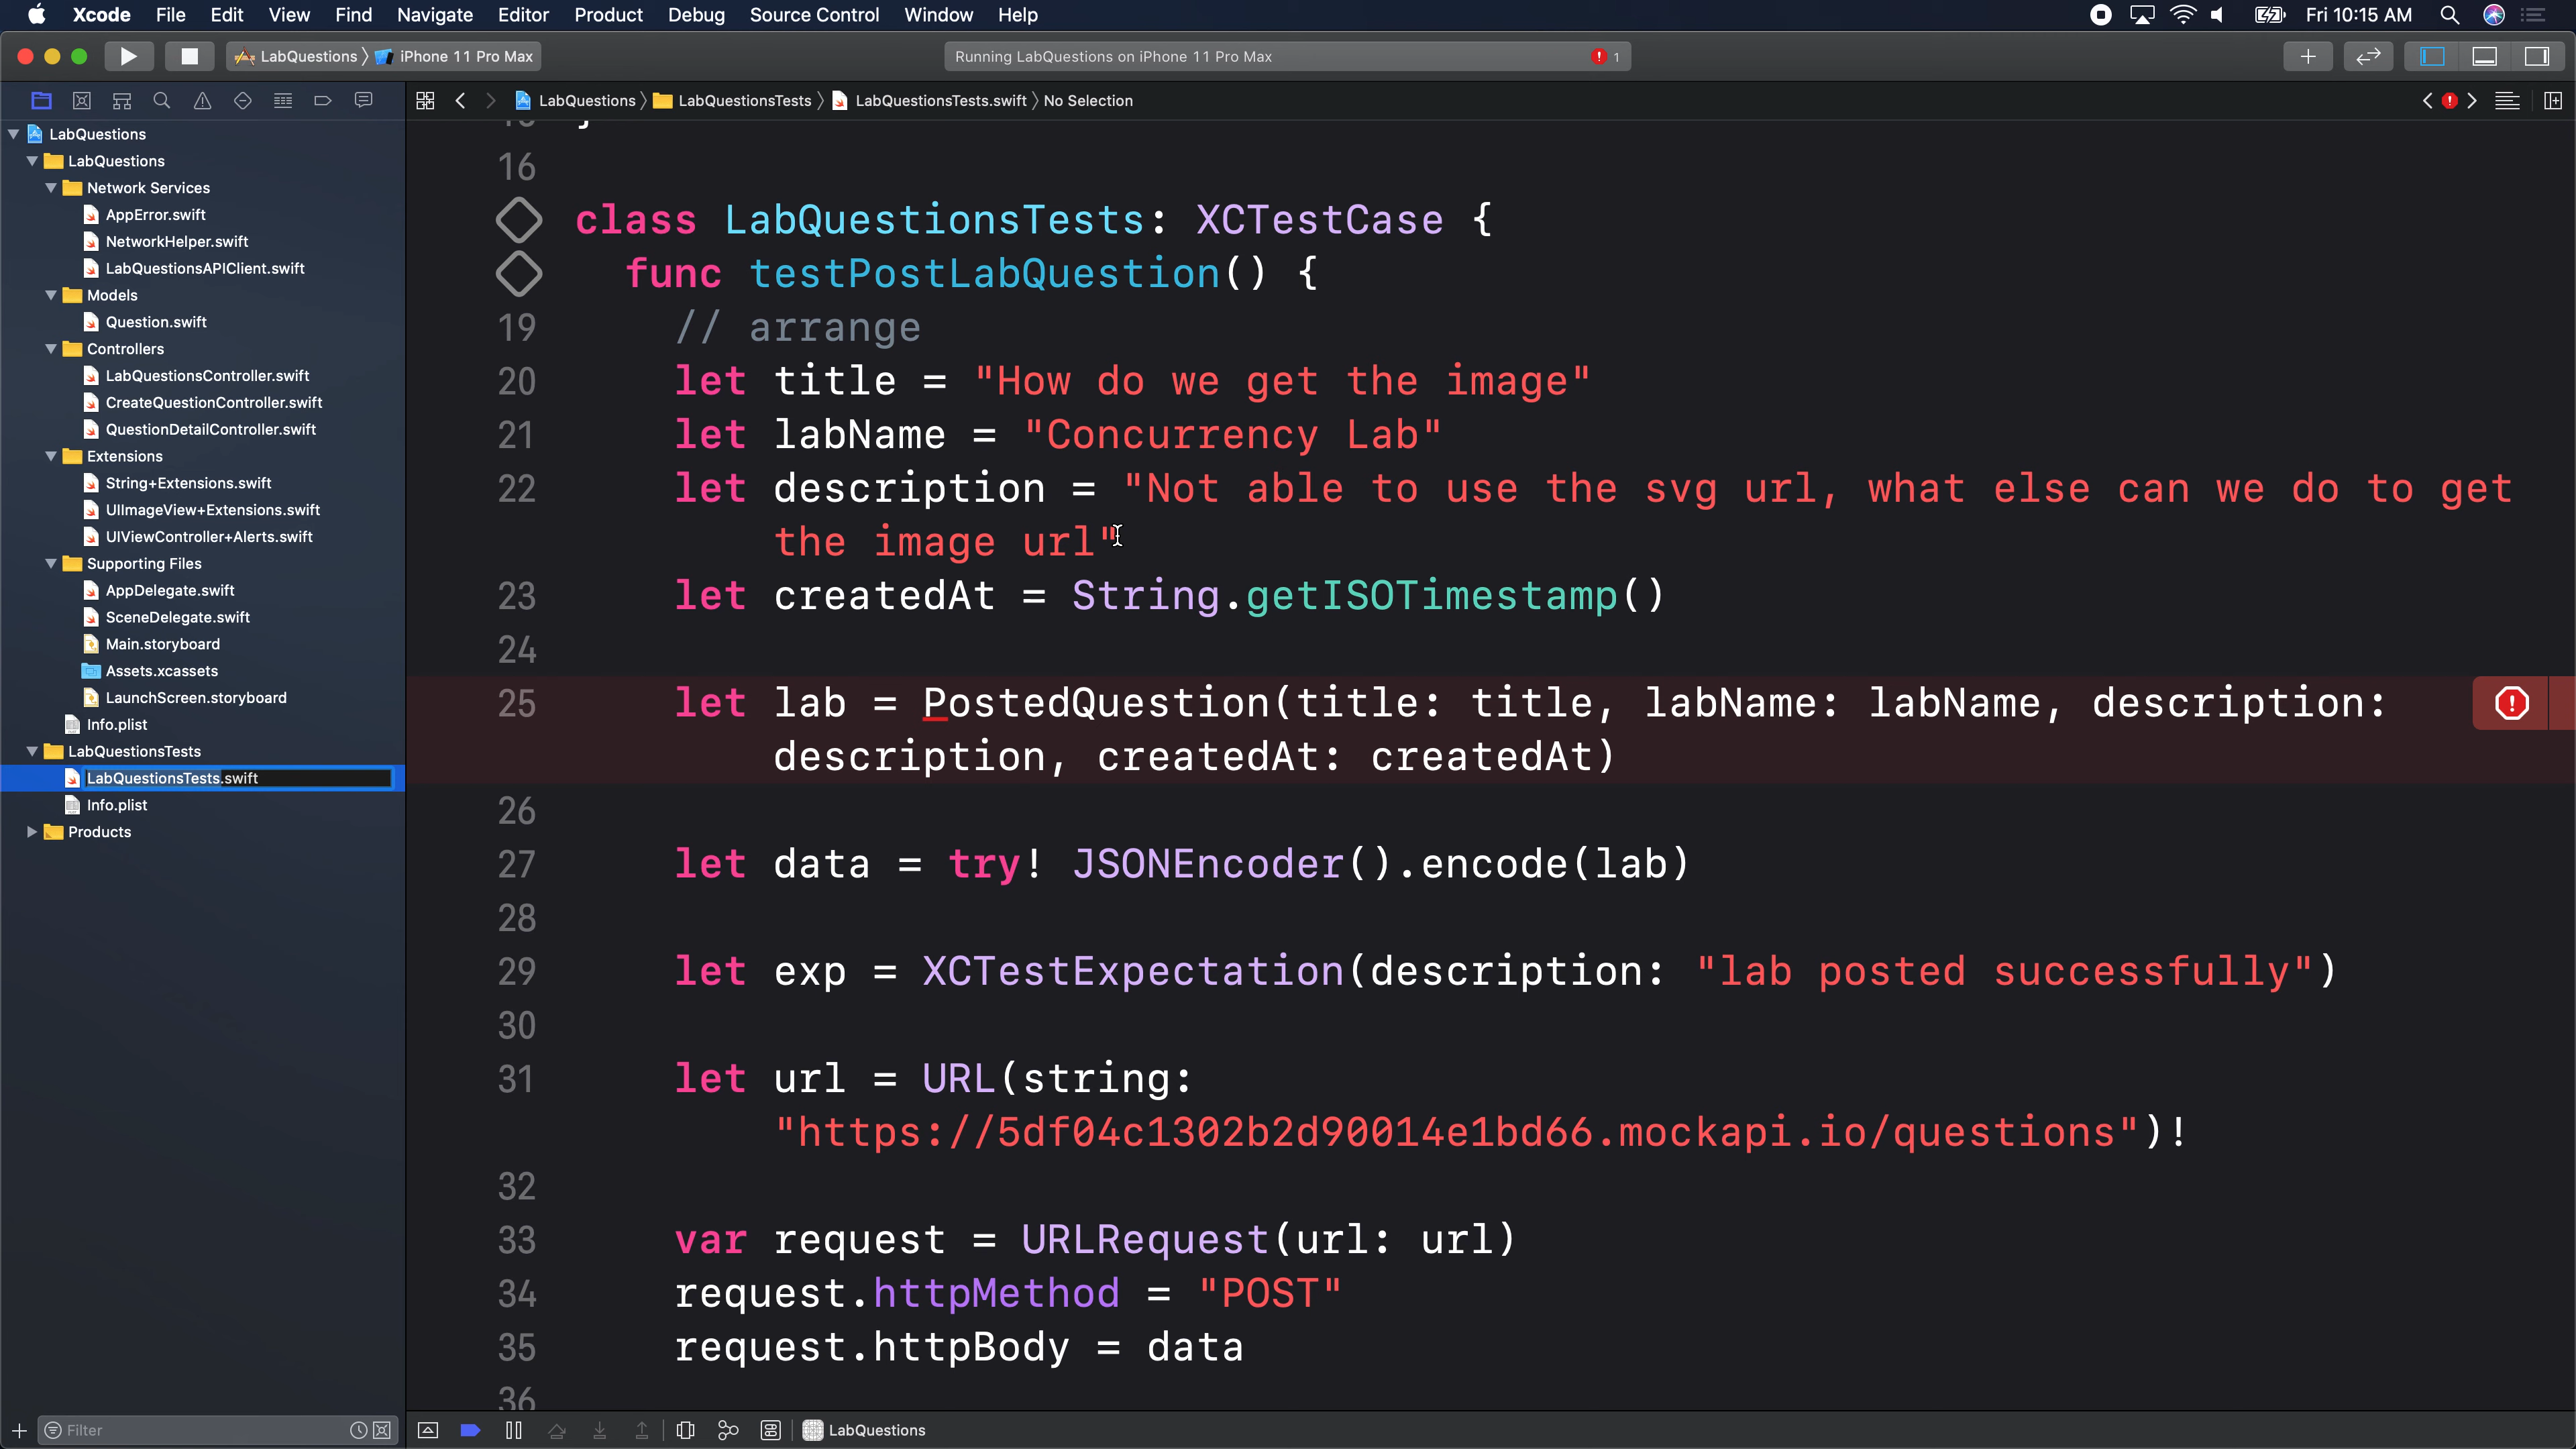 Xcode File Edit View Find Navigate Editor Product Debug Source Control Window Help Fri 10:15 AM
LabQuestions iPhone 11 Pro Max Running LabQuestions on iPhone 11 Pro Max 1
LabQuestions LabQuestionsTests LabQuestionsTests.swift No Selection
LabQuestions
LabQuestions
Network Services
AppError.swift
NetworkHelper.swift
LabQuestionsAPIClient.swift
Models
Question.swift
Controllers
LabQuestionsController.swift
CreateQuestionController.swift
QuestionDetailController.swift
Extensions
String+Extensions.swift
UIImageView+Extensions.swift
UIViewController+Alerts.swift
Supporting Files
AppDelegate.swift
SceneDelegate.swift
Main.storyboard
Assets.xcassets
LaunchScreen.storyboard
Info.plist
LabQuestionsTests
LabQuestionsTests.swift
Info.plist
Products
Filter
16
class LabQuestionsTests: XCTestCase {
func testPostLabQuestion() {
19 // arrange
20 let title = "How do we get the image"
21 let labName = "Concurrency Lab"
22 let description = "Not able to use the svg url, what else can we do to get
the image url"
23 let createdAt = String.getISOTimestamp()
24
25 let lab = PostedQuestion(title: title, labName: labName, description:
description, createdAt: createdAt)
26
27 let data = try! JSONEncoder().encode(lab)
28
29 let exp = XCTestExpectation(description: "lab posted successfully")
30
31 let url = URL(string:
"https://5df04c1302b2d90014e1bd66.mockapi.io/questions")!
32
33 var request = URLRequest(url: url)
34 request.httpMethod = "POST"
35 request.httpBody = data
36
LabQuestions